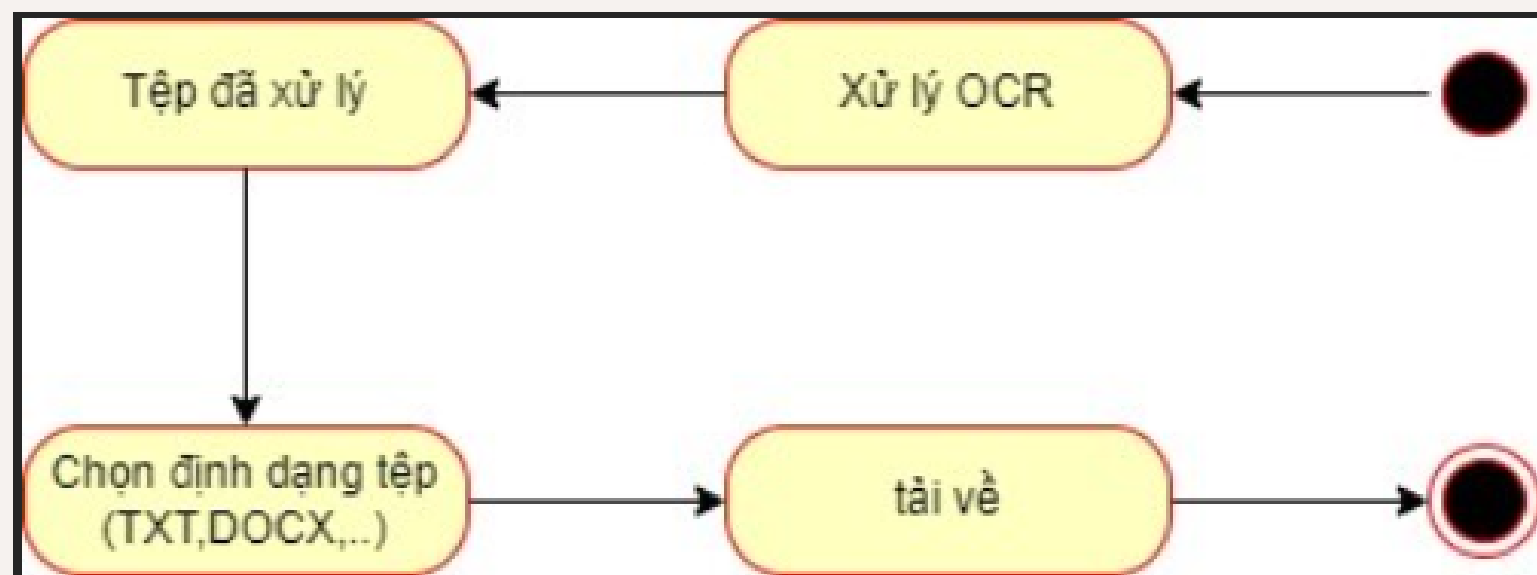 Tệp đã xử lý
Xử lý OCR
Chọn định dạng tệp
(TXT,DOCX,..)
tải về